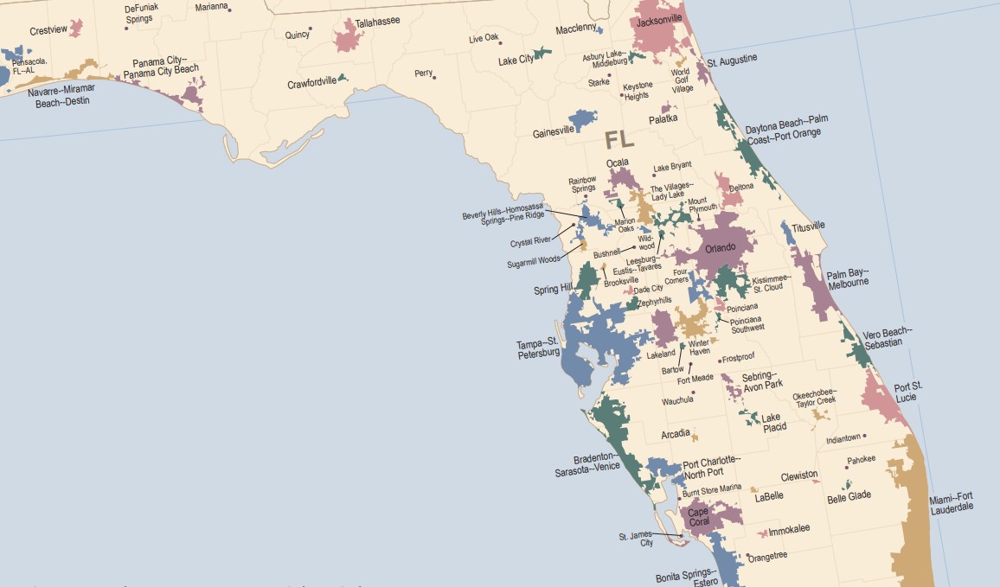 DeFuniak
Springs
Marianna
Crestview
Quincy
Tallahassee
Live Oak
Macclenny
Jacksonville
Pensacola,
FL--AL
Panama City--
Panama City Beach
Navarre--Miramar
Beach--Destin
Crawfordville
Perry
Lake City
Asbury Lake--
Middleburg
Starke
Keystone
Heights
World
Golf
Village
St. Augustine
Gainesville
Palatka
FL
Daytona Beach--Palm
Coast--Port Orange
Ocala
Lake Bryant
Rainbow
Springs
The Villages--
Lady Lake
Deltona
Beverly Hills--Homosassa
Springs--Pine Ridge
Marion
Oaks
Mount
Plymouth
Crystal River
Sugarmill Woods
Bushnell
Wild-
wood
Leesburg--
Eustis--Tavares
Orlando
Titusville
Spring Hill
Brooksville
Dade City
Four
Corners
Kissimmee--
St. Cloud
Palm Bay--
Melbourne
Zephyrhills
Poinciana
Poinciana
Southwest
Tampa--St.
Petersburg
Lakeland
Winter
Haven
Bartow
Frostproof
Vero Beach--
Sebastian
Fort Meade
Sebring--
Avon Park
Wauchula
Okeechobee--
Taylor Creek
Port St.
Lucie
Lake
Placid
Arcadia
Indiantown
Bradenton--
Sarasota--Venice
Port Charlotte--
North Port
Pahokee
Clewiston
Burnt Store Marina
LaBelle
Belle Glade
Miami--Fort
Lauderdale
Cape
Coral
St. James
City
Immokalee
Orangetree
Bonita Springs--
Estero